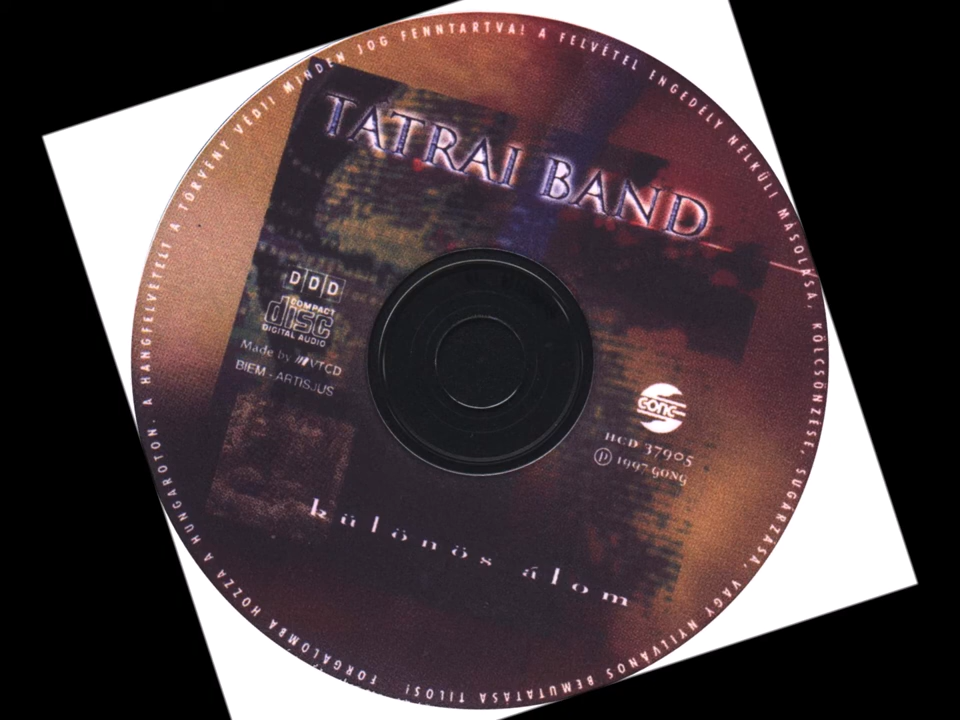 TÁTRAI BAND
DDD
COMPACT
disc
DIGITAL AUDIO
Made by VTCD
BIEM - ARTISJUS
GONG
HCD 37905
Ⓟ 1997 GONG
különös álom
FORGALOMBA HOZZA A HUNGAROTON. A HANGFELVÉTELT A TÖRVÉNY VÉDI! MINDEN JOG FENNTARTVA! A FELVÉTEL ENGEDÉLY NÉLKÜLI MÁSOLÁSA, KÖLCSÖNZÉSE, SUGÁRZÁSA, VAGY NYILVÁNOS BEMUTATÁSA TILOS!